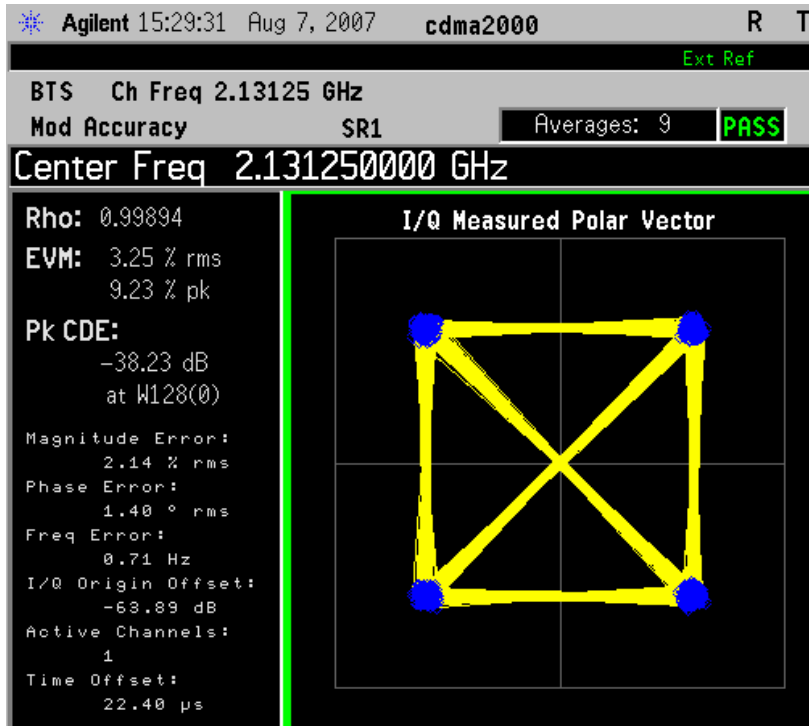 Agilent 15:29:31 Aug 7, 2007 cdma2000 R T
Ext Ref
BTS Ch Freq 2.13125 GHz
Mod Accuracy SR1 Averages: 9 PASS
Center Freq 2.131250000 GHz
Rho: 0.99894
EVM: 3.25 % rms
9.23 % pk
Pk CDE:
-38.23 dB
at W128(0)
Magnitude Error:
2.14 % rms
Phase Error:
1.40 ° rms
Freq Error:
0.71 Hz
I/Q Origin Offset:
-63.89 dB
Active Channels:
1
Time Offset:
22.40 µs
I/Q Measured Polar Vector